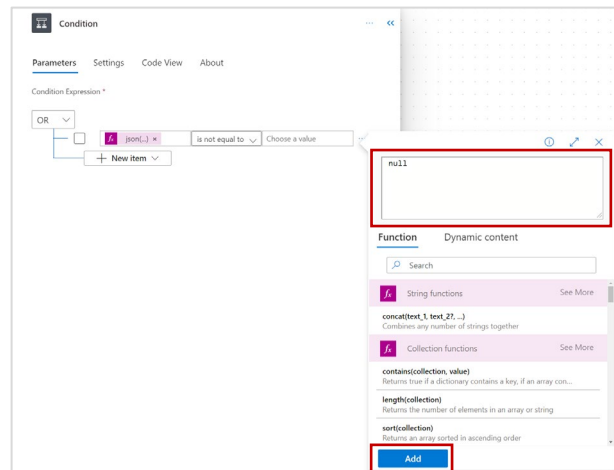 Condition
Parameters Settings Code View About
Condition Expression *
OR
json(...) × is not equal to Choose a value
+ New item
null
Function Dynamic content
Search
fx String functions See More
concat(text_1, text_2?, ...)
Combines any number of strings together
fx Collection functions See More
contains(collection, value)
Returns true if a dictionary contains a key, if an array con...
length(collection)
Returns the number of elements in an array or string
sort(collection)
Returns an array sorted in ascending order
Add